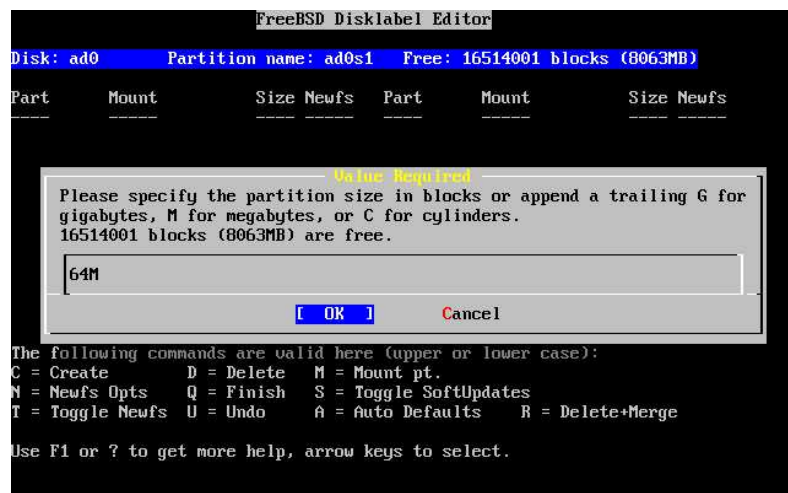 FreeBSD Disklabel Editor
Disk: ad0 Partition name: ad0s1 Free: 16514001 blocks (8063MB)
Part Mount Size Newfs Part Mount Size Newfs
---- ----- ---- ----- ---- ----- ---- -----
Value Required
Please specify the partition size in blocks or append a trailing G for
gigabytes, M for megabytes, or C for cylinders.
16514001 blocks (8063MB) are free.
64M
[ OK ] Cancel
The following commands are valid here (upper or lower case):
C = Create D = Delete M = Mount pt.
N = Newfs Opts Q = Finish S = Toggle SoftUpdates
T = Toggle Newfs U = Undo A = Auto Defaults R = Delete+Merge
Use F1 or ? to get more help, arrow keys to select.